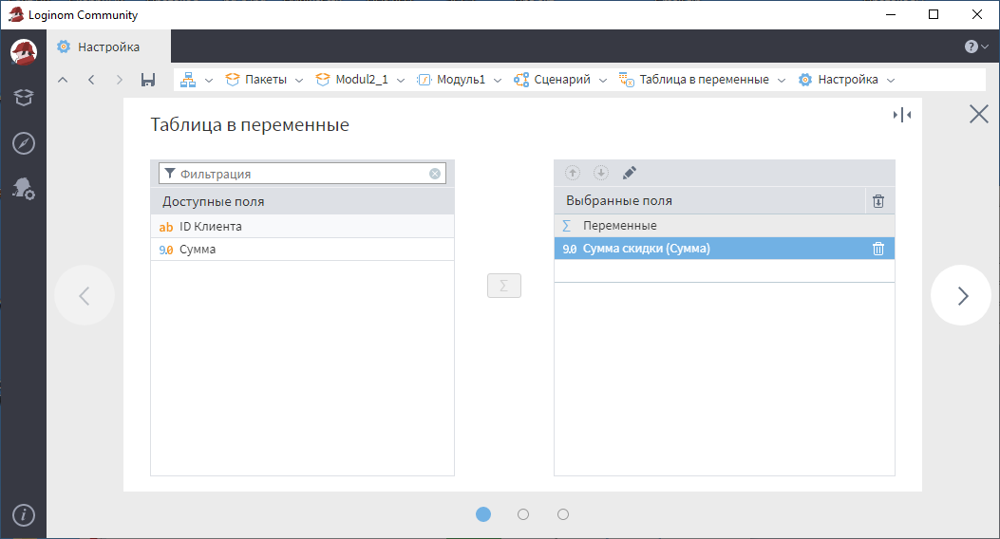 Loginom Community
Настройка
Пакеты Modul2_1 Модуль1 Сценарий Таблица в переменные Настройка
Таблица в переменные
Фильтрация
Доступные поля
ab ID Клиента
9.0 Сумма
Σ
Выбранные поля
Σ Переменные
9.0 Сумма скидки (Сумма)